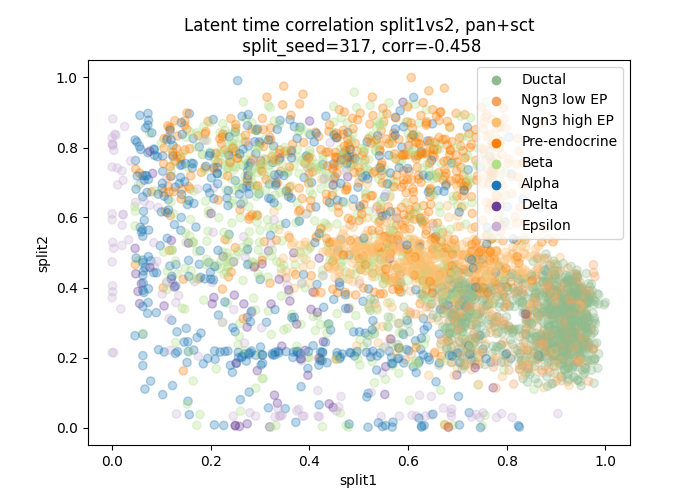 Latent time correlation split1vs2, pan+sct
split_seed=317, corr=-0.458
split2
1.0
0.8
0.6
0.4
0.2
0.0
Ductal
Ngn3 low EP
Ngn3 high EP
Pre-endocrine
Beta
Alpha
Delta
Epsilon
0.0 0.2 0.4 0.6 0.8 1.0
split1